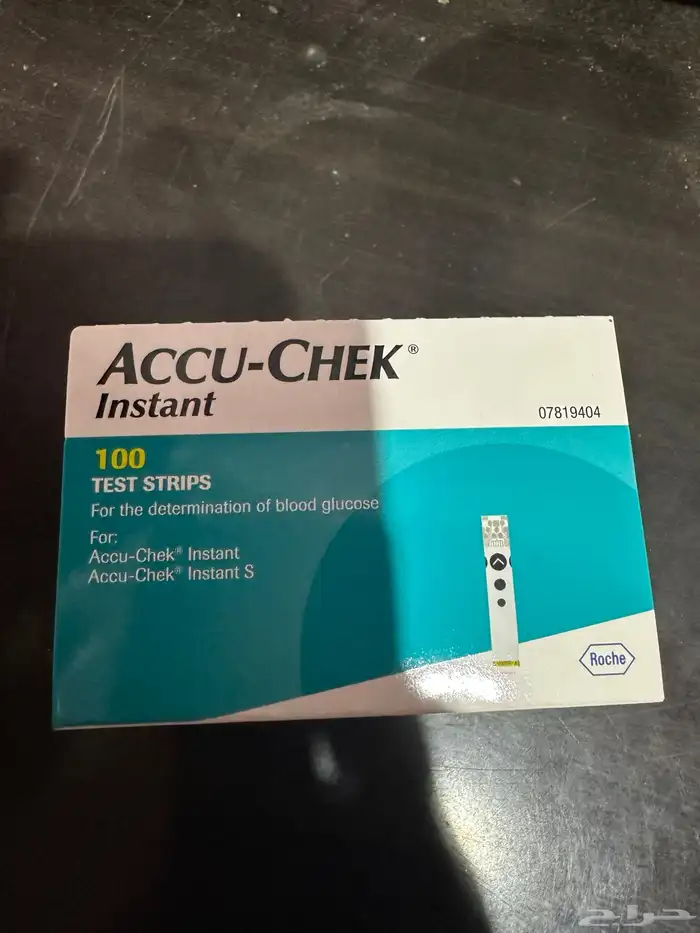 ACCU-CHEK®
Instant
07819404
100
TEST STRIPS
For the determination of blood glucose
For:
Accu-Chek® Instant
Accu-Chek® Instant S
Roche
حراج